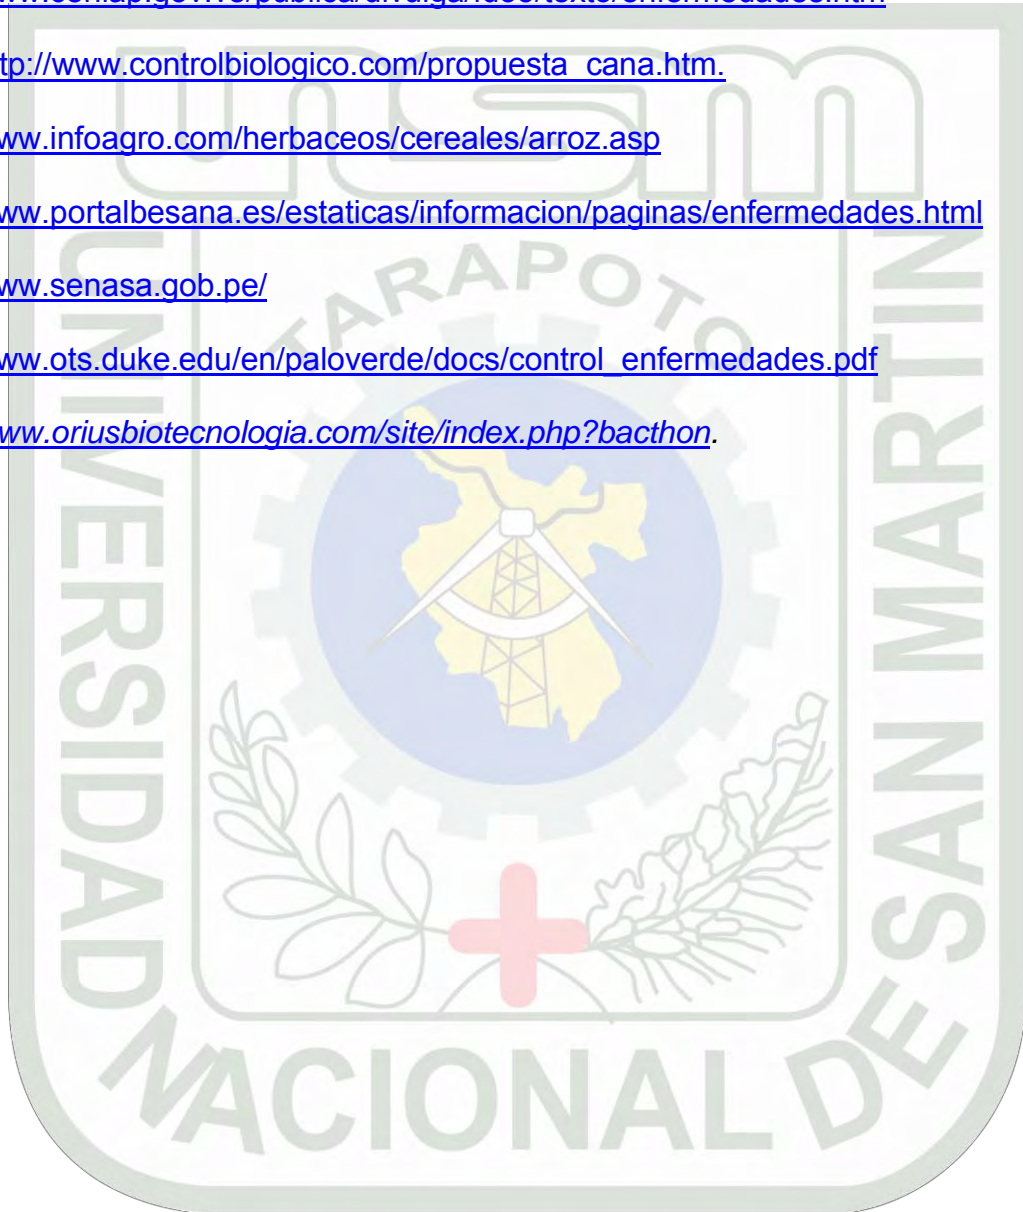 tp://www.controlbiologico.com/propuesta_cana.htm.
ww.infoagro.com/herbaceos/cereales/arroz.asp
ww.portalbesana.es/estaticas/informacion/paginas/enfermedades.html
ww.senasa.gob.pe/
ww.ots.duke.edu/en/paloverde/docs/control_enfermedades.pdf
ww.oriusbiotecnologia.com/site/index.php?bacthon.
unsm
TARAPOTO
UNIVERSIDAD NACIONAL DE SAN MARTIN